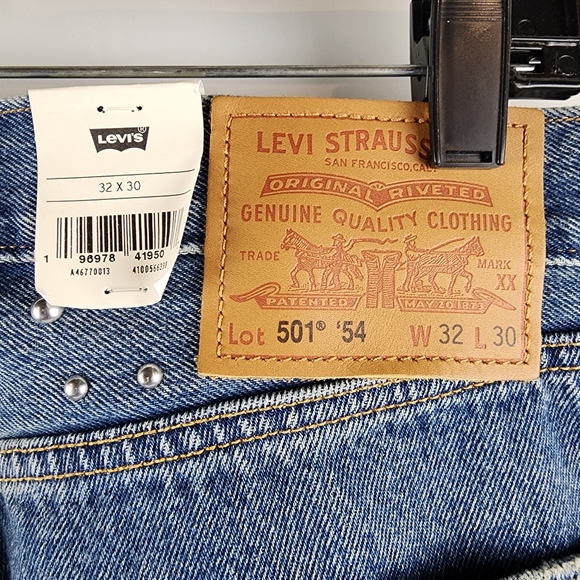 LEVI'S®
32 X 30
1 96978 41950
A46770013 
LEVI STRAUSS
SAN FRANCISCO, CAL.
ORIGINAL RIVETED
GENUINE QUALITY CLOTHING
TRADE MARK
XX
PATENTED MAY 20 1873
Lot 501® '54 W 32 L 30